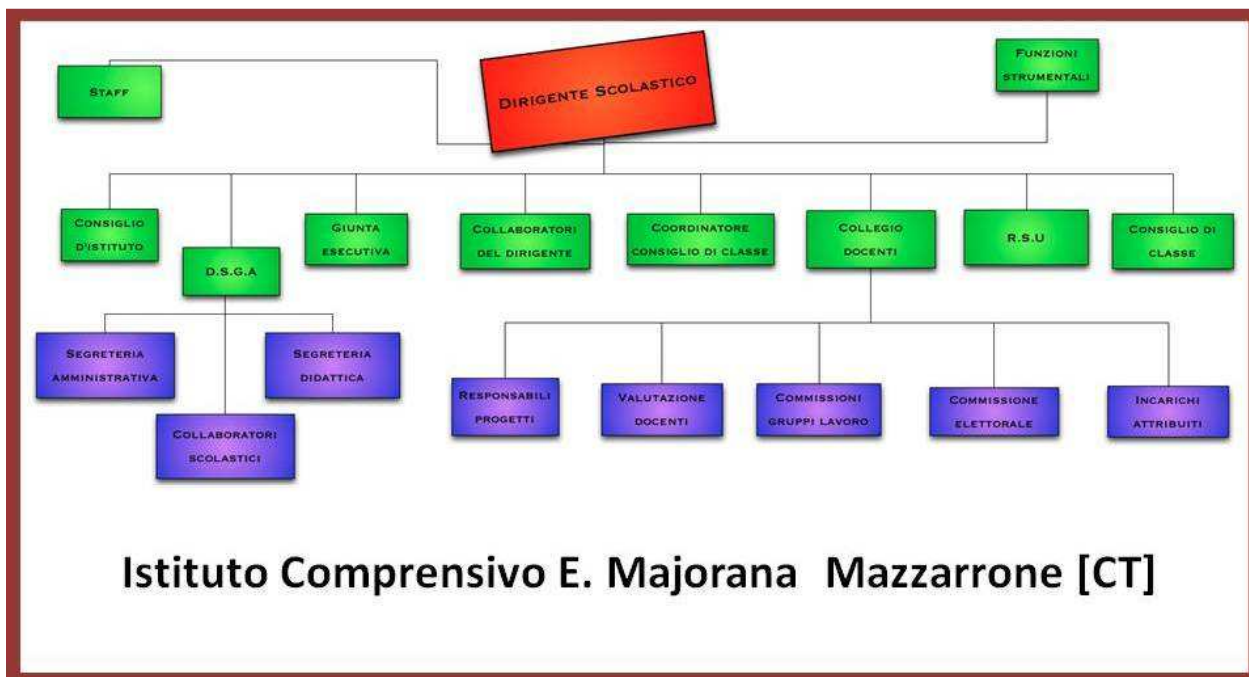 STAFF
DIRIGENTE SCOLASTICO
FUNZIONI
STRUMENTALI
CONSIGLIO
D'ISTITUTO
D.S.G.A
GIUNTA
ESECUTIVA
COLLABORATORI
DEL DIRIGENTE
COORDINATORE
CONSIGLIO DI CLASSE
COLLEGIO
DOCENTI
R.S.U
CONSIGLIO DI
CLASSE
SEGRETERIA
AMMINISTRATIVA
COLLABORATORI
SCOLASTICI
SEGRETERIA
DIDATTICA
RESPONSABILI
PROGETTI
VALUTAZIONE
DOCENTI
COMMISSIONI
GRUPPI LAVORO
COMMISSIONE
ELETTORALE
INCARICHI
ATTRIBUITI
Istituto Comprensivo E. Majorana Mazzarrone [CT]